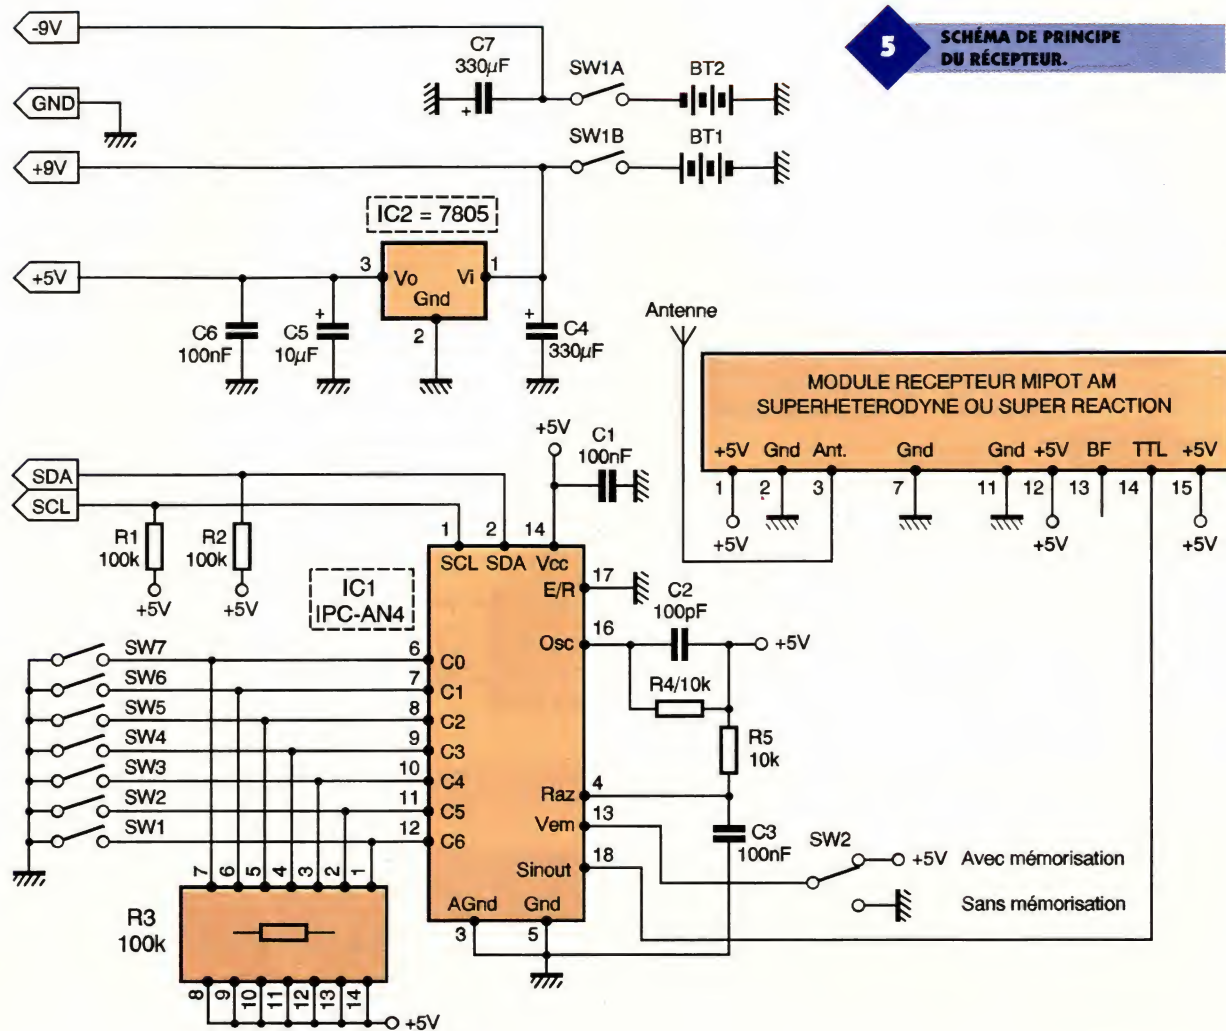 5
SCHÉMA DE PRINCIPE
DU RÉCEPTEUR.
-9V
C7
330µF
+
SW1A
BT2
GND
SW1B
BT1
+9V
IC2 = 7805
+5V
3
Vo
Vi
1
Gnd
2
C6
100nF
+
C5
10µF
+
C4
330µF
Antenne
MODULE RECEPTEUR MIPOT AM
SUPERHETERODYNE OU SUPER REACTION
+5V Gnd Ant. Gnd Gnd +5V BF TTL +5V
1 2 3 7 11 12 13 14 15
+5V +5V +5V
+5V
C1
100nF
SDA
SCL
R1
100k
R2
100k
+5V +5V
1 2 14
SCL SDA Vcc
IC1
IPC-AN4
E/R 17
C2
100pF
Osc 16
+5V
R4/10k
R5
10k
SW7 6 C0
SW6 7 C1
SW5 8 C2
SW4 9 C3
SW3 10 C4
SW2 11 C5
SW1 12 C6
Raz 4
Vem 13
C3
100nF
Sinout 18
SW2
+5V Avec mémorisation
Sans mémorisation
AGnd Gnd
3 5
7 6 5 4 3 2 1
R3
100k
8 9 10 11 12 13 14
+5V